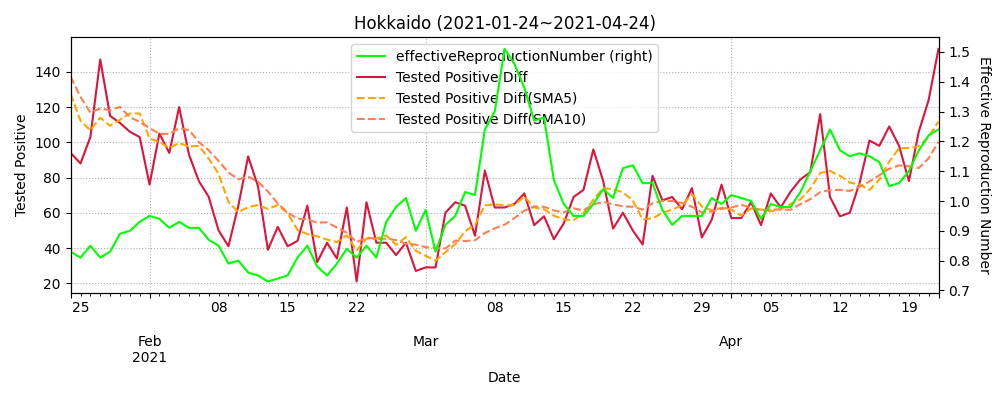 Hokkaido (2021-01-24~2021-04-24)
effectiveReproductionNumber (right)
Tested Positive Diff
Tested Positive Diff(SMA5)
Tested Positive Diff(SMA10)
Tested Positive
140
120
100
80
60
40
20
1.5
1.4
1.3
1.2
1.1
1.0
0.9
0.8
0.7
Effective Reproduction Number
25 08 15 22 08 15 22 29 05 12 19
Feb Mar Apr
2021
Date